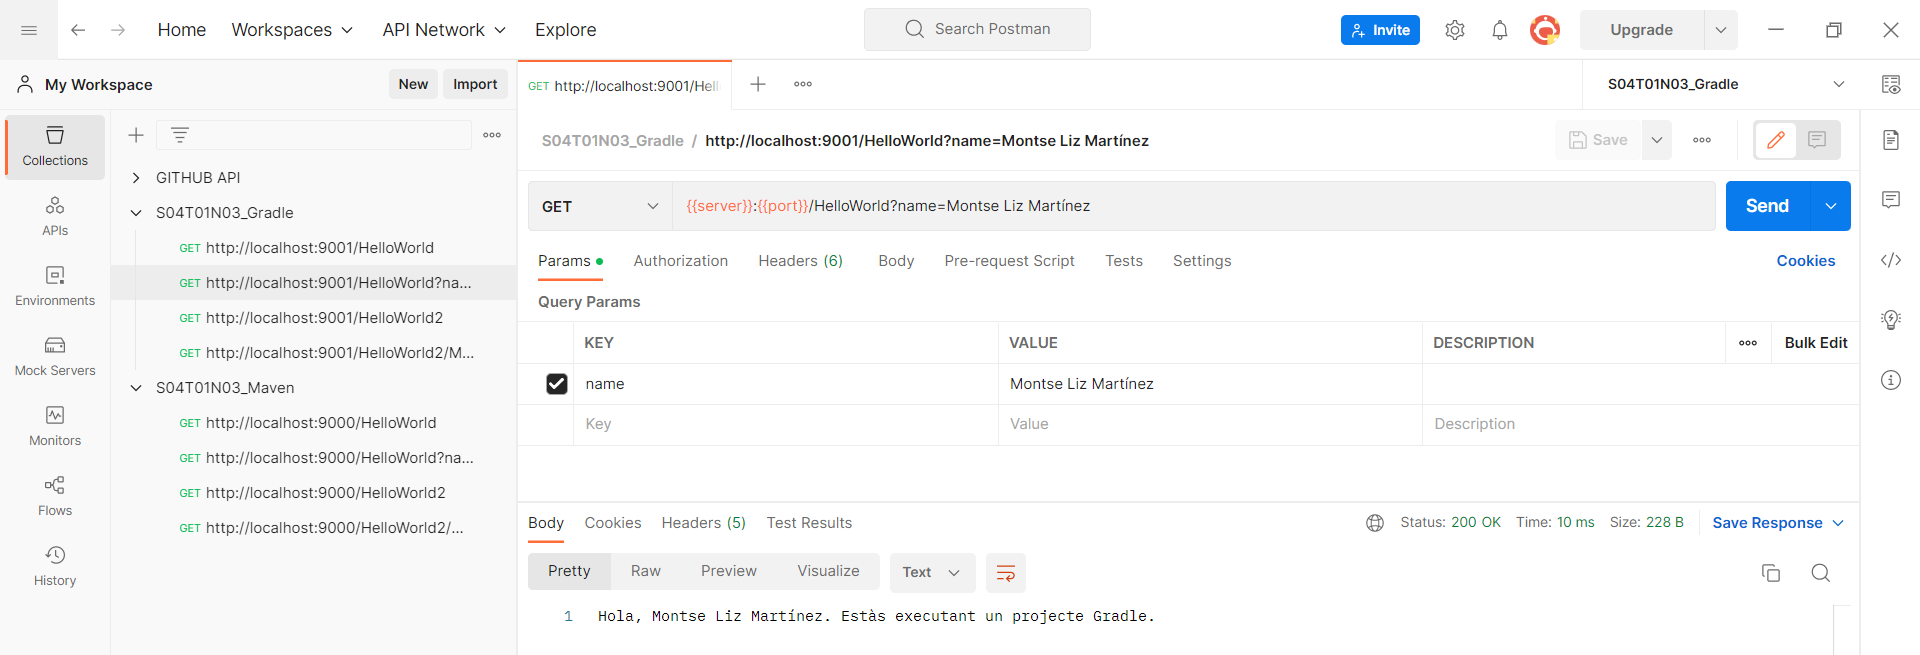 Home Workspaces API Network Explore Search Postman Invite Upgrade
My Workspace New Import
GET http://localhost:9001/Hell
S04T01N03_Gradle
Collections
APIs
Environments
Mock Servers
Monitors
Flows
History
GITHUB API
S04T01N03_Gradle
GET http://localhost:9001/HelloWorld
GET http://localhost:9001/HelloWorld?na...
GET http://localhost:9001/HelloWorld2
GET http://localhost:9001/HelloWorld2/M...
S04T01N03_Maven
GET http://localhost:9000/HelloWorld
GET http://localhost:9000/HelloWorld?na...
GET http://localhost:9000/HelloWorld2
GET http://localhost:9000/HelloWorld2/...
S04T01N03_Gradle / http://localhost:9001/HelloWorld?name=Montse Liz Martínez Save
GET {{server}}:{{port}}/HelloWorld?name=Montse Liz Martínez Send
Params Authorization Headers (6) Body Pre-request Script Tests Settings Cookies
Query Params
KEY VALUE DESCRIPTION Bulk Edit
name Montse Liz Martínez
Key Value Description
Body Cookies Headers (5) Test Results Status: 200 OK Time: 10 ms Size: 228 B Save Response
Pretty Raw Preview Visualize Text
1 Hola, Montse Liz Martínez. Estàs executant un projecte Gradle.